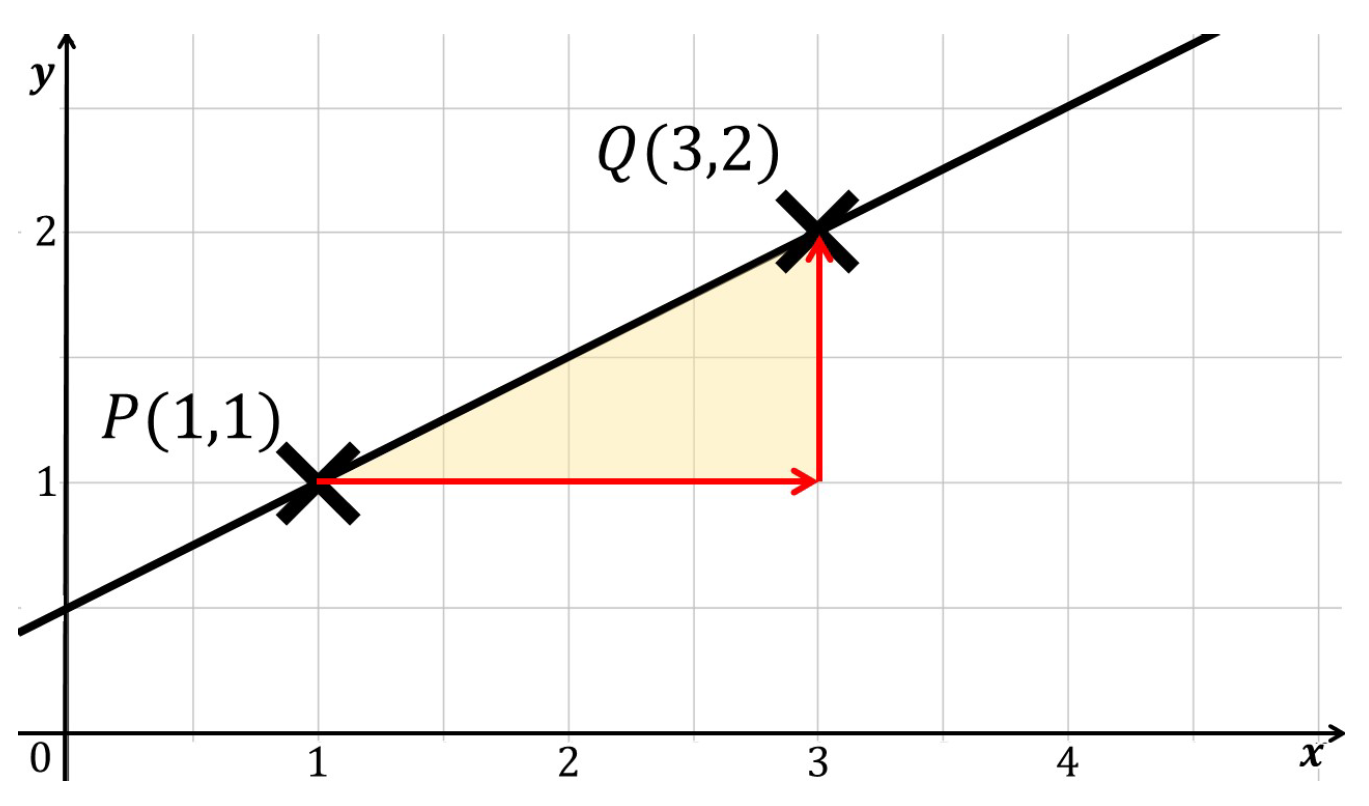 y
Q(3,2)
2
P(1,1)
1
0 1 2 3 4 x